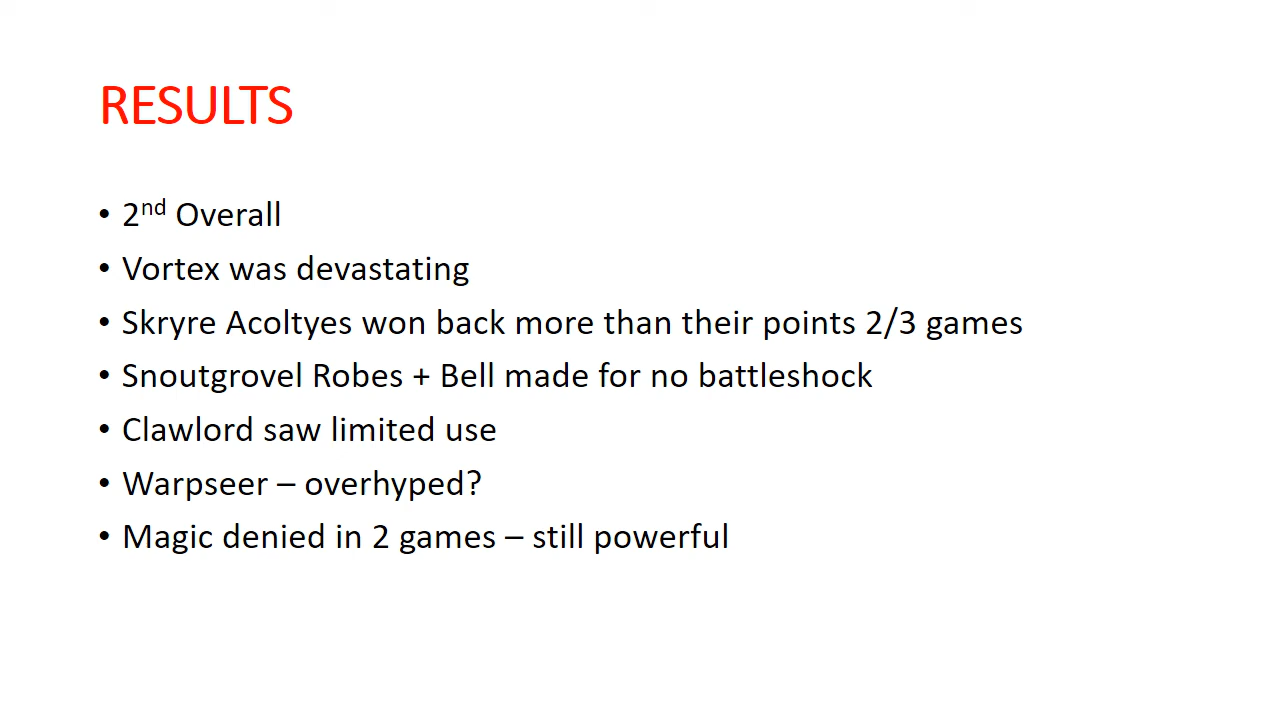 RESULTS
• 2nd Overall
• Vortex was devastating
• Skryre Acoltyes won back more than their points 2/3 games
• Snoutgrovel Robes + Bell made for no battleshock
• Clawlord saw limited use
• Warpseer – overhyped?
• Magic denied in 2 games – still powerful